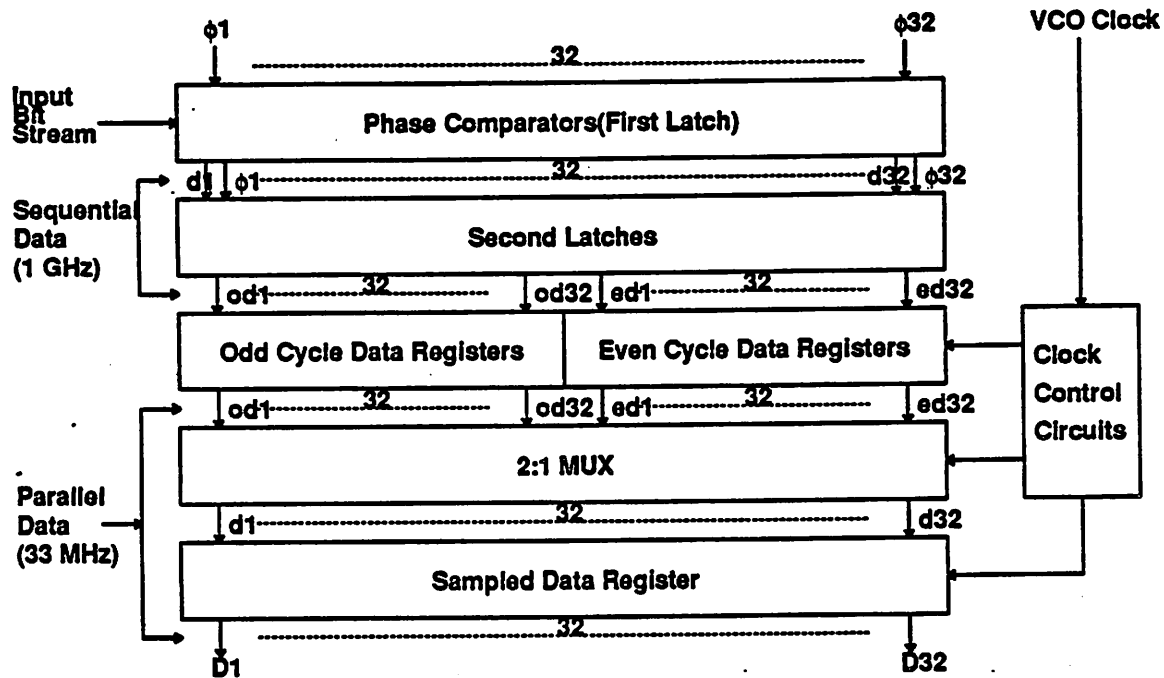 ϕ1
32
ϕ32
VCO Clock
Input
Bit
Stream
Phase Comparators(First Latch)
d1
ϕ1
32
d32
ϕ32
Sequential
Data
(1 GHz)
Second Latches
od1
32
od32
ed1
32
ed32
Odd Cycle Data Registers
Even Cycle Data Registers
Clock
Control
Circuits
od1
32
od32
ed1
32
ed32
2:1 MUX
Parallel
Data
(33 MHz)
d1
32
d32
Sampled Data Register
32
D1
D32